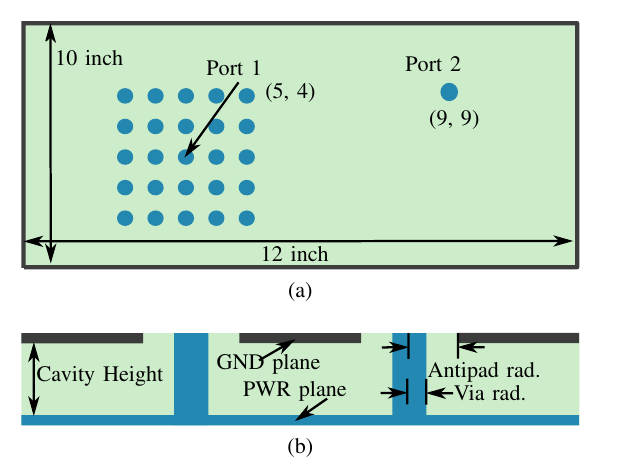 10 inch
Port 1
(5, 4)
Port 2
(9, 9)
12 inch
(a)
Cavity Height
GND plane
PWR plane
Antipad rad.
Via rad.
(b)